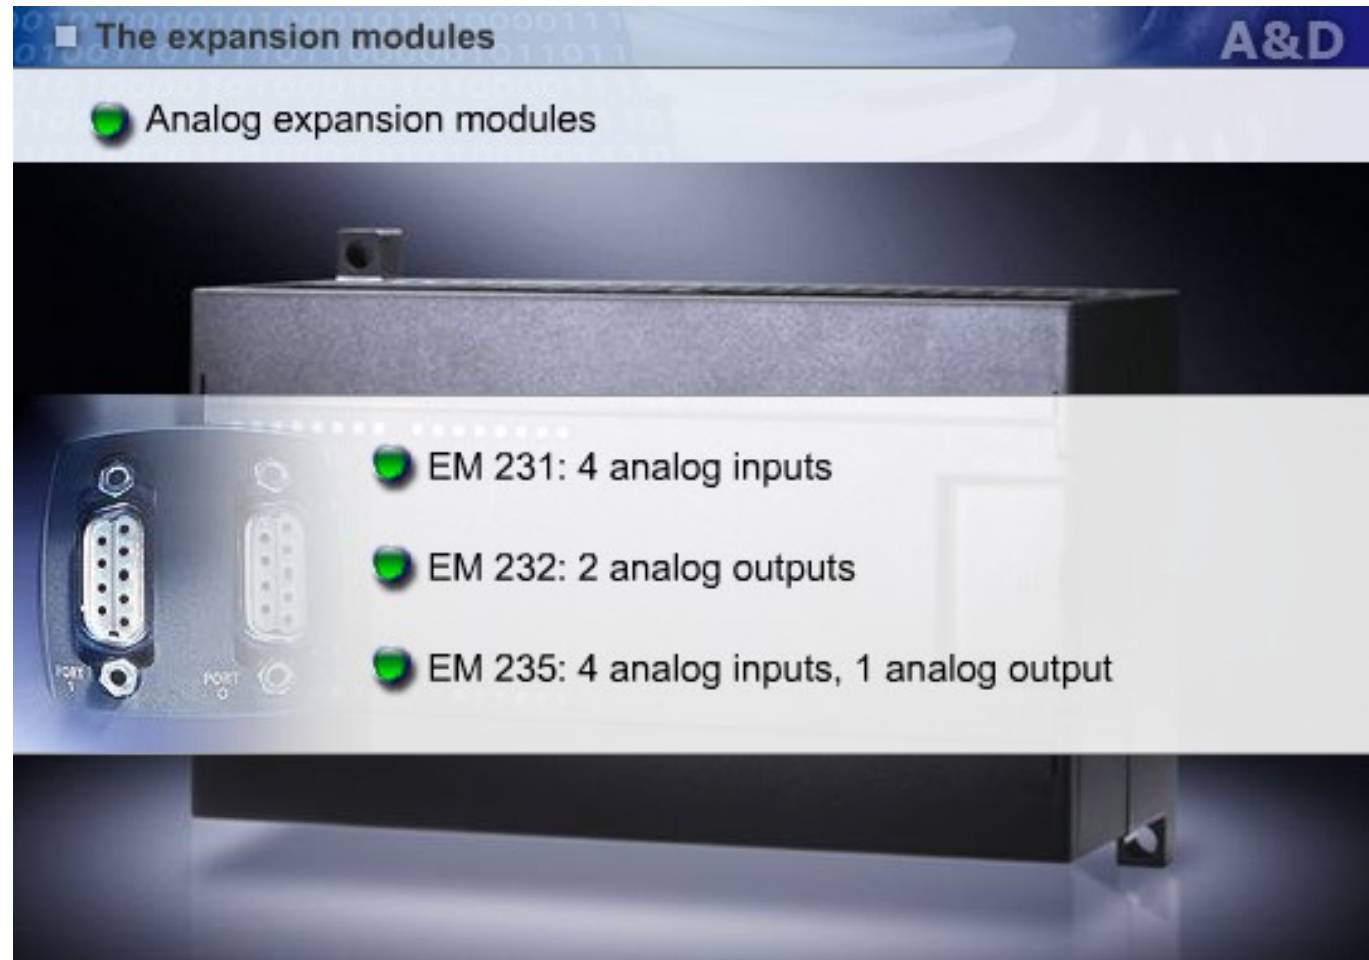 The expansion modules
A&D
Analog expansion modules
EM 231: 4 analog inputs
EM 232: 2 analog outputs
EM 235: 4 analog inputs, 1 analog output
PORT
1
PORT
0